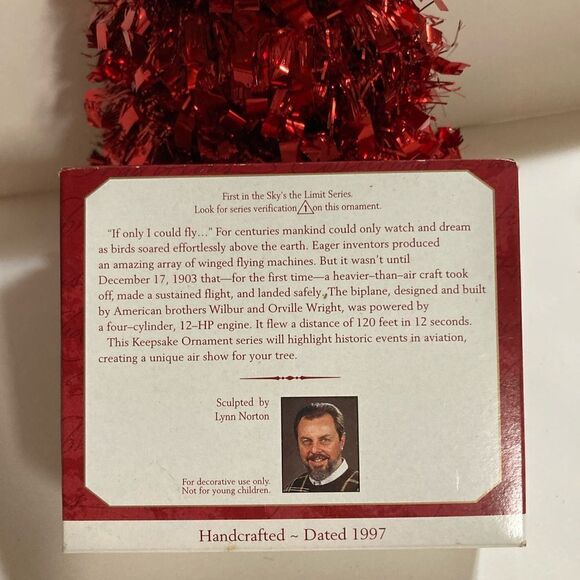 First in the Sky's the Limit Series.
Look for series verification 1 on this ornament.
"If only I could fly..." For centuries mankind could only watch and dream
as birds soared effortlessly above the earth. Eager inventors produced
an amazing array of winged flying machines. But it wasn't until
December 17, 1903 that—for the first time—a heavier–than–air craft took
off, made a sustained flight, and landed safely. The biplane, designed and built
by American brothers Wilbur and Orville Wright, was powered by
a four–cylinder, 12–HP engine. It flew a distance of 120 feet in 12 seconds.
This Keepsake Ornament series will highlight historic events in aviation,
creating a unique air show for your tree.
Sculpted by
Lynn Norton
For decorative use only.
Not for young children.
Handcrafted ~ Dated 1997